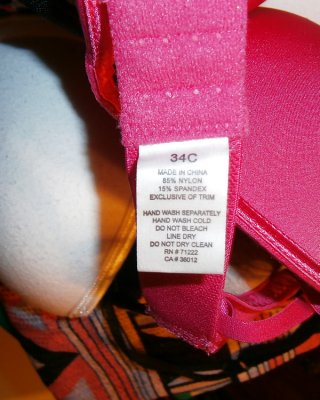 34C
MADE IN CHINA
85% NYLON
15% SPANDEX
EXCLUSIVE OF TRIM
HAND WASH SEPARATELY
HAND WASH COLD
DO NOT BLEACH
LINE DRY
DO NOT DRY CLEAN
RN # 71222
CA # 36012